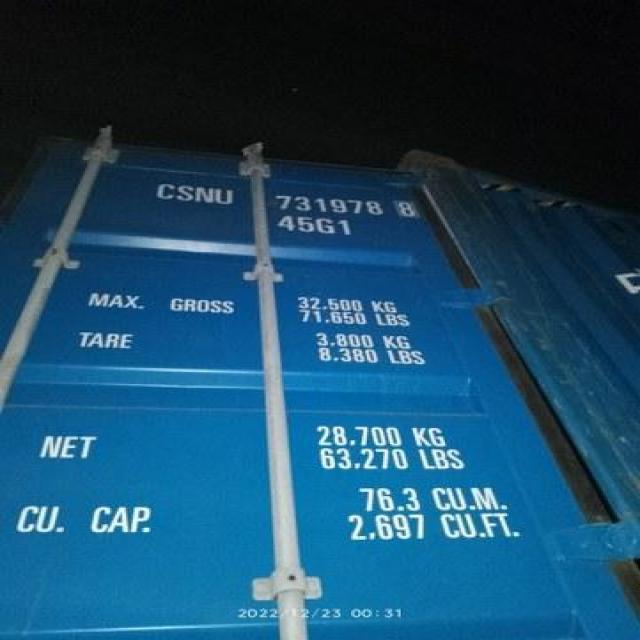 CSNU 731978 8
45G1
MAX. GROSS 32.500 KG
71.650 LBS
TARE 3.800 KG
8.380 LBS
NET 28.700 KG
63.270 LBS
CU. CAP. 76.3 CU.M.
2.697 CU.FT.
2022/12/23 00:31